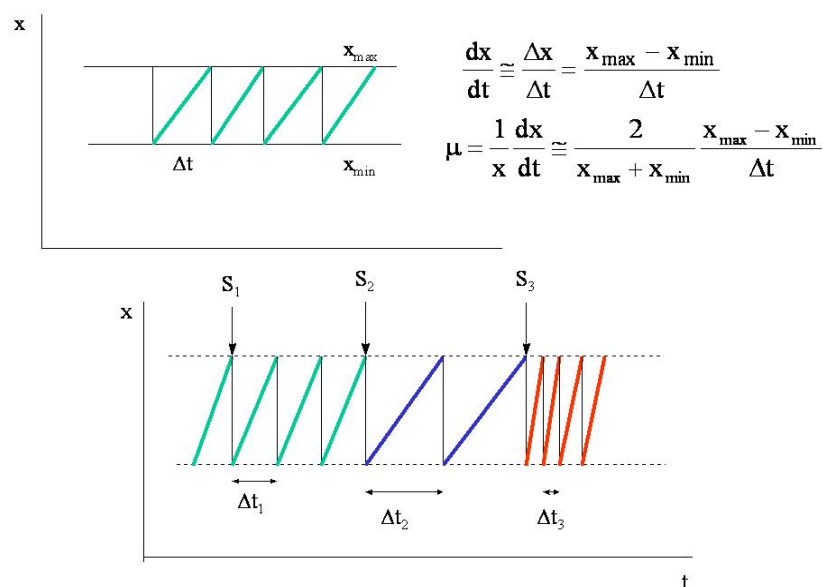 x
x_max
Δt
x_min
dx/dt ≅ Δx/Δt = (x_max − x_min)/Δt
μ = 1/x dx/dt ≅ 2/(x_max + x_min) (x_max − x_min)/Δt
S₁ S₂ S₃
x
Δt₁ Δt₂ Δt₃
t